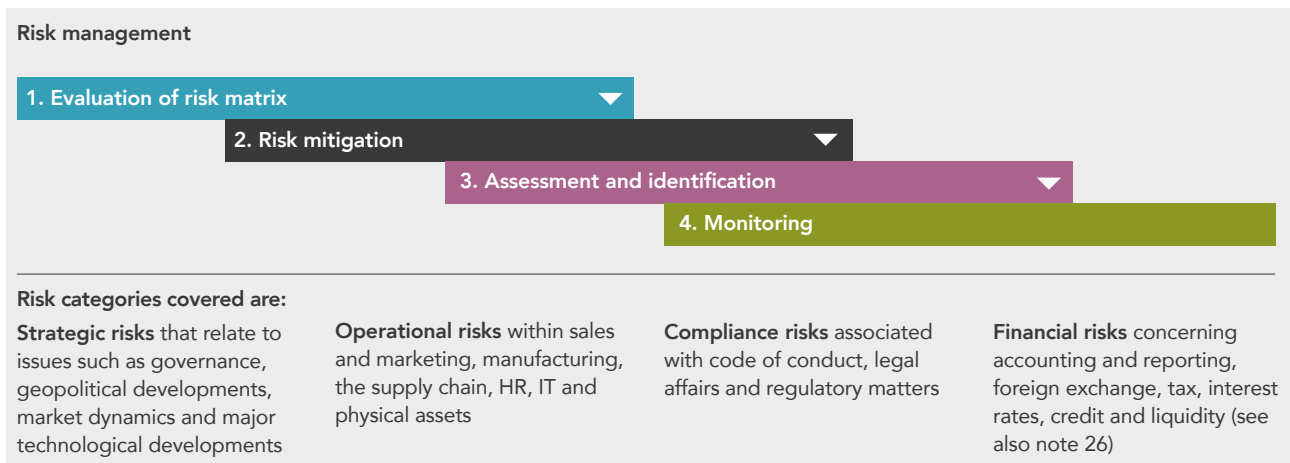 Risk management
1. Evaluation of risk matrix
2. Risk mitigation
3. Assessment and identification
4. Monitoring
Risk categories covered are:
Strategic risks that relate to
issues such as governance,
geopolitical developments,
market dynamics and major
technological developments
Operational risks within sales
and marketing, manufacturing,
the supply chain, HR, IT and
physical assets
Compliance risks associated
with code of conduct, legal
affairs and regulatory matters
Financial risks concerning
accounting and reporting,
foreign exchange, tax, interest
rates, credit and liquidity (see
also note 26)